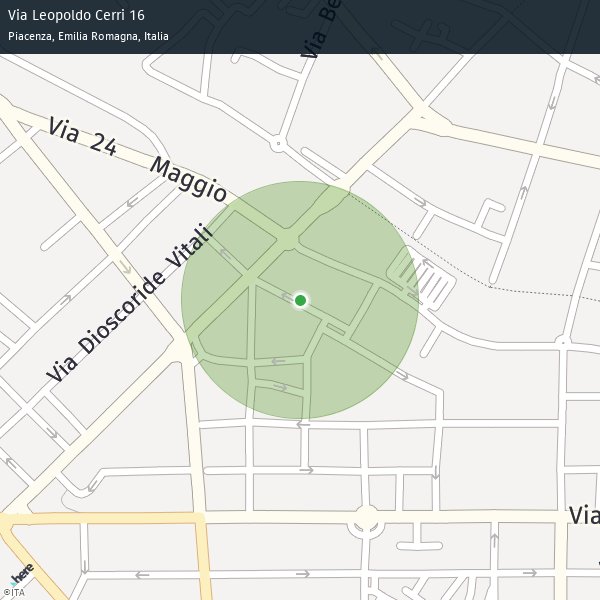 Via Leopoldo Cerri 16
Piacenza, Emilia Romagna, Italia
Via Be
Via 24 Maggio
Via Dioscoride Vitali
Via
here
©ITA